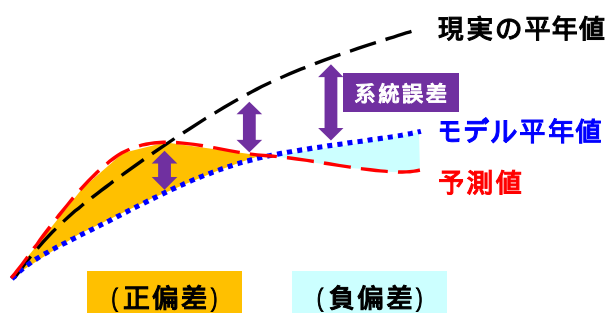 現実の平年値
系統誤差
モデル平年値
予測値
(正偏差)
(負偏差)